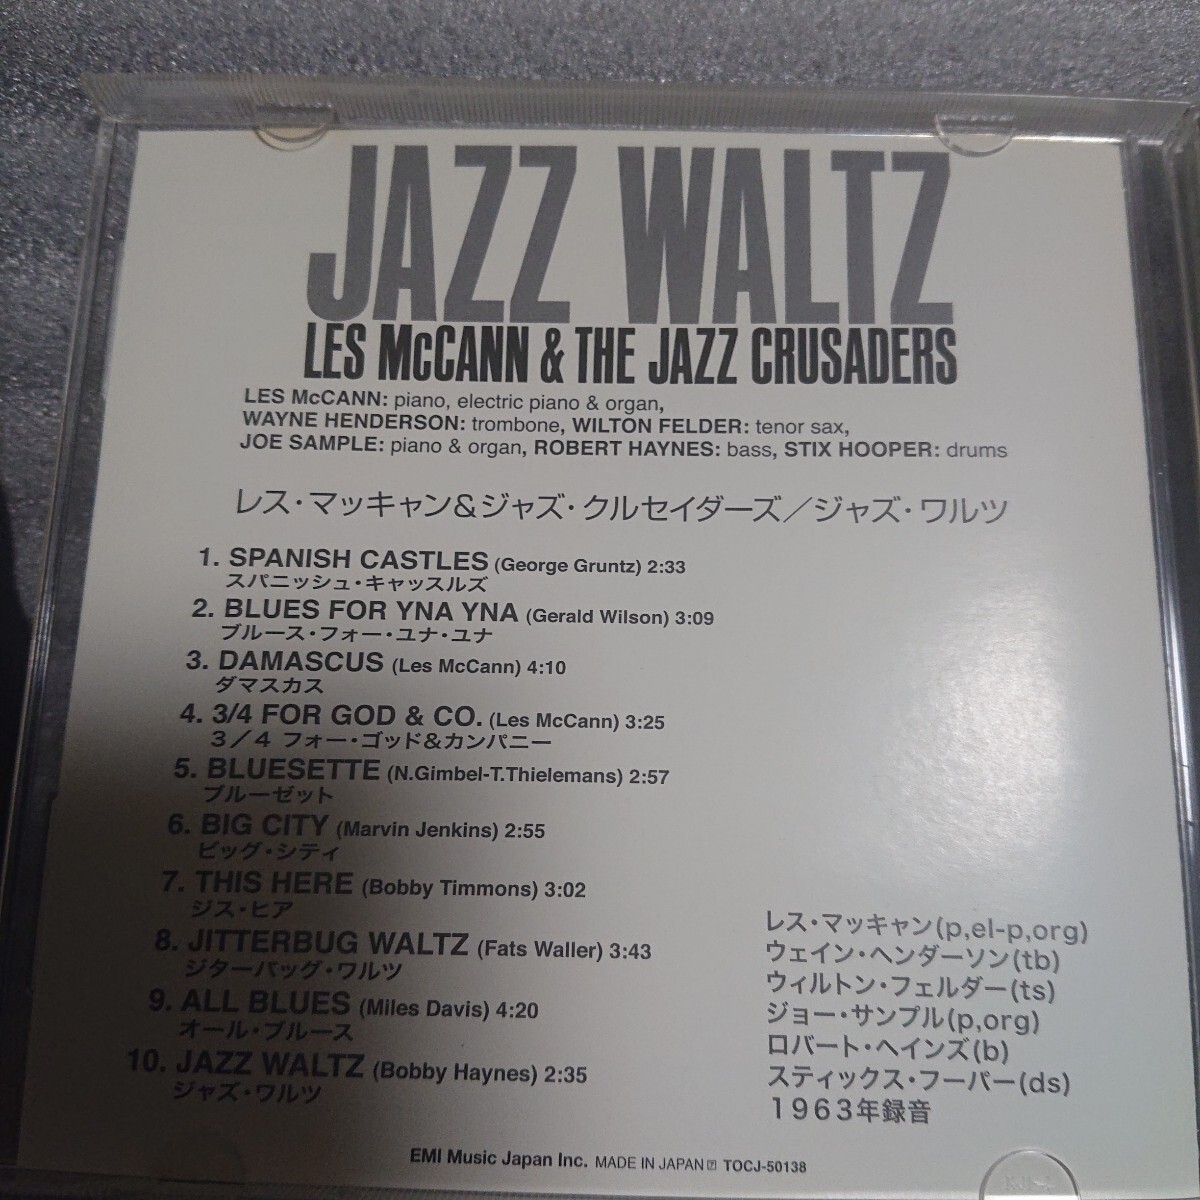 JAZZ WALTZ
LES McCANN & THE JAZZ CRUSADERS
LES McCANN: piano, electric piano & organ,
WAYNE HENDERSON: trombone, WILTON FELDER: tenor sax,
JOE SAMPLE: piano & organ, ROBERT HAYNES: bass, STIX HOOPER: drums
レス・マッキャン&ジャズ・クルセイダーズ／ジャズ・ワルツ
1. SPANISH CASTLES (George Gruntz) 2:33
スパニッシュ・キャッスルズ
2. BLUES FOR YNA YNA (Gerald Wilson) 3:09
ブルース・フォー・ユナ・ユナ
3. DAMASCUS (Les McCann) 4:10
ダマスカス
4. 3/4 FOR GOD & CO. (Les McCann) 3:25
３／４ フォー・ゴッド&カンパニー
5. BLUESETTE (N.Gimbel-T.Thielemans) 2:57
ブルーゼット
6. BIG CITY (Marvin Jenkins) 2:55
ビッグ・シティ
7. THIS HERE (Bobby Timmons) 3:02
ジス・ヒア
8. JITTERBUG WALTZ (Fats Waller) 3:43
ジターバッグ・ワルツ
9. ALL BLUES (Miles Davis) 4:20
オール・ブルース
10. JAZZ WALTZ (Bobby Haynes) 2:35
ジャズ・ワルツ
レス・マッキャン(p,el-p,org)
ウェイン・ヘンダーソン(tb)
ウィルトン・フェルダー(ts)
ジョー・サンプル(p,org)
ロバート・ヘインズ(b)
スティックス・フーパー(ds)
１９６３年録音
EMI Music Japan Inc. MADE IN JAPAN TOCJ-50138